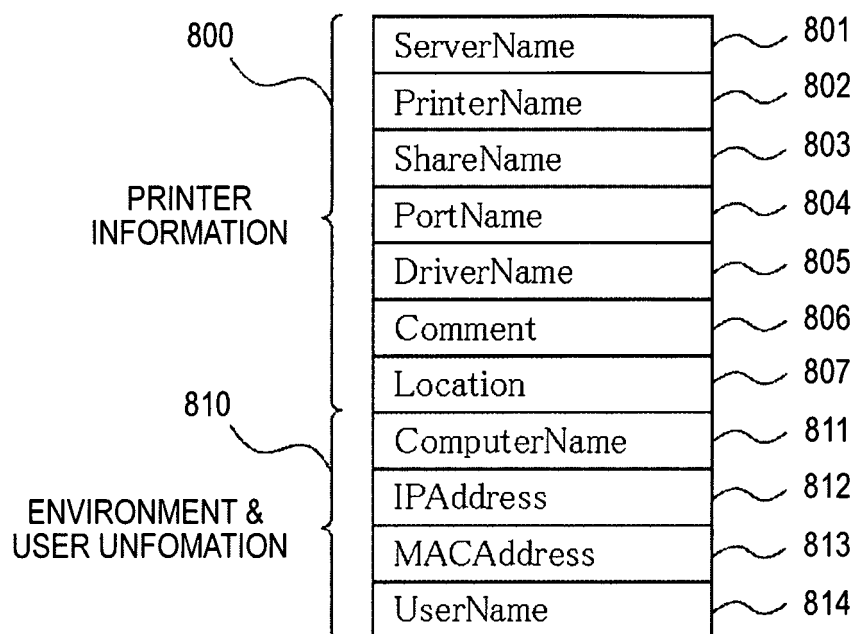 800
PRINTER
INFORMATION
810
ENVIRONMENT &
USER UNFOMATION
ServerName 801
PrinterName 802
ShareName 803
PortName 804
DriverName 805
Comment 806
Location 807
ComputerName 811
IPAddress 812
MACAddress 813
UserName 814